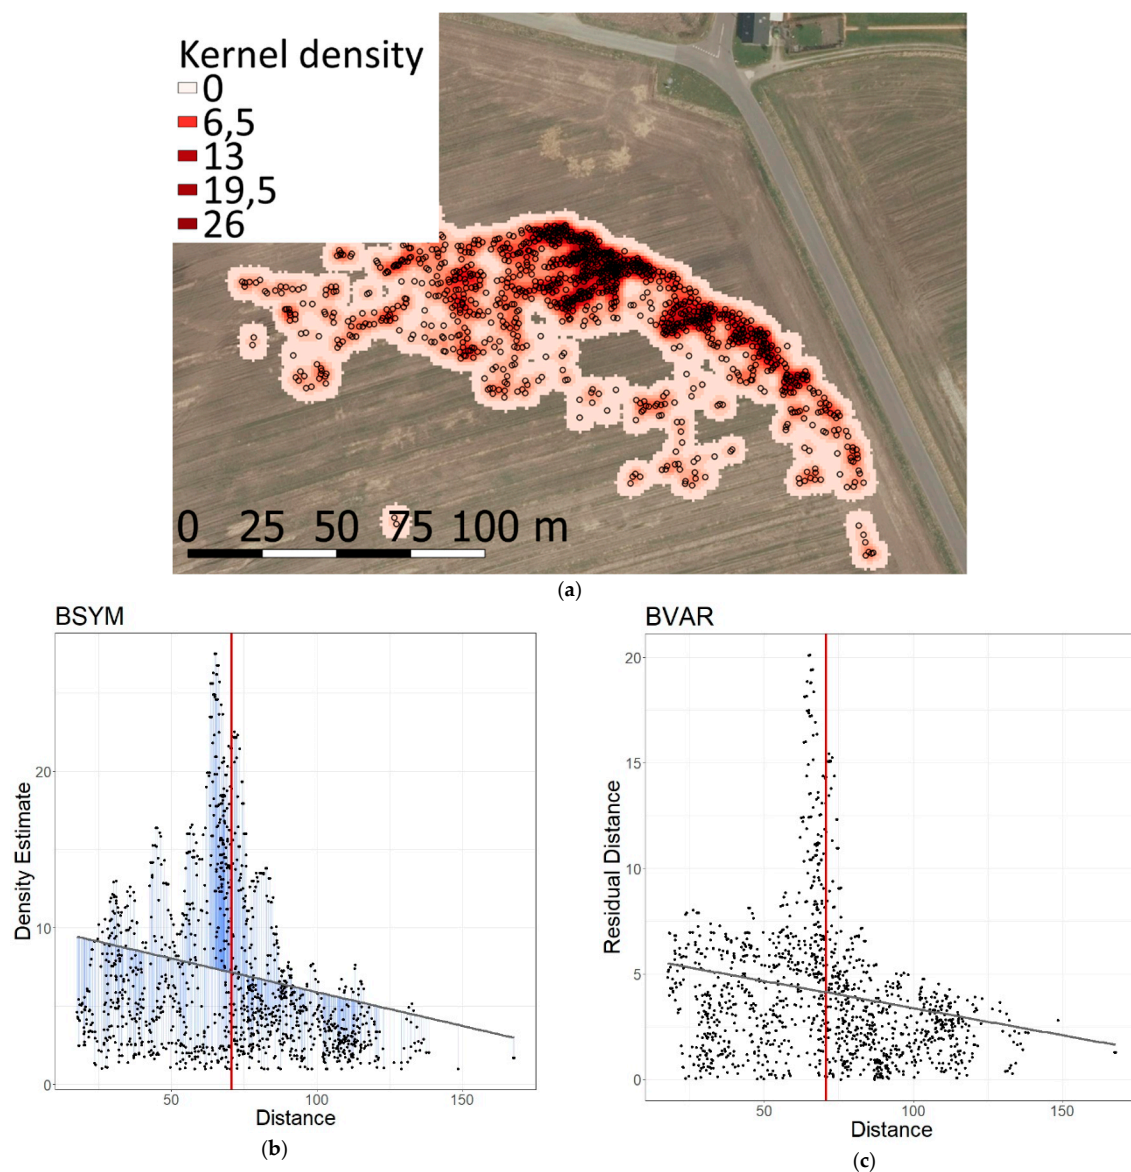 Kernel density
0
6,5
13
19,5
26
0 25 50 75 100 m
(a)
BSYM
Density Estimate
20
10
0
50 100 150
Distance
(b)
BVAR
Residual Distance
20
15
10
5
0
50 100 150
Distance
(c)